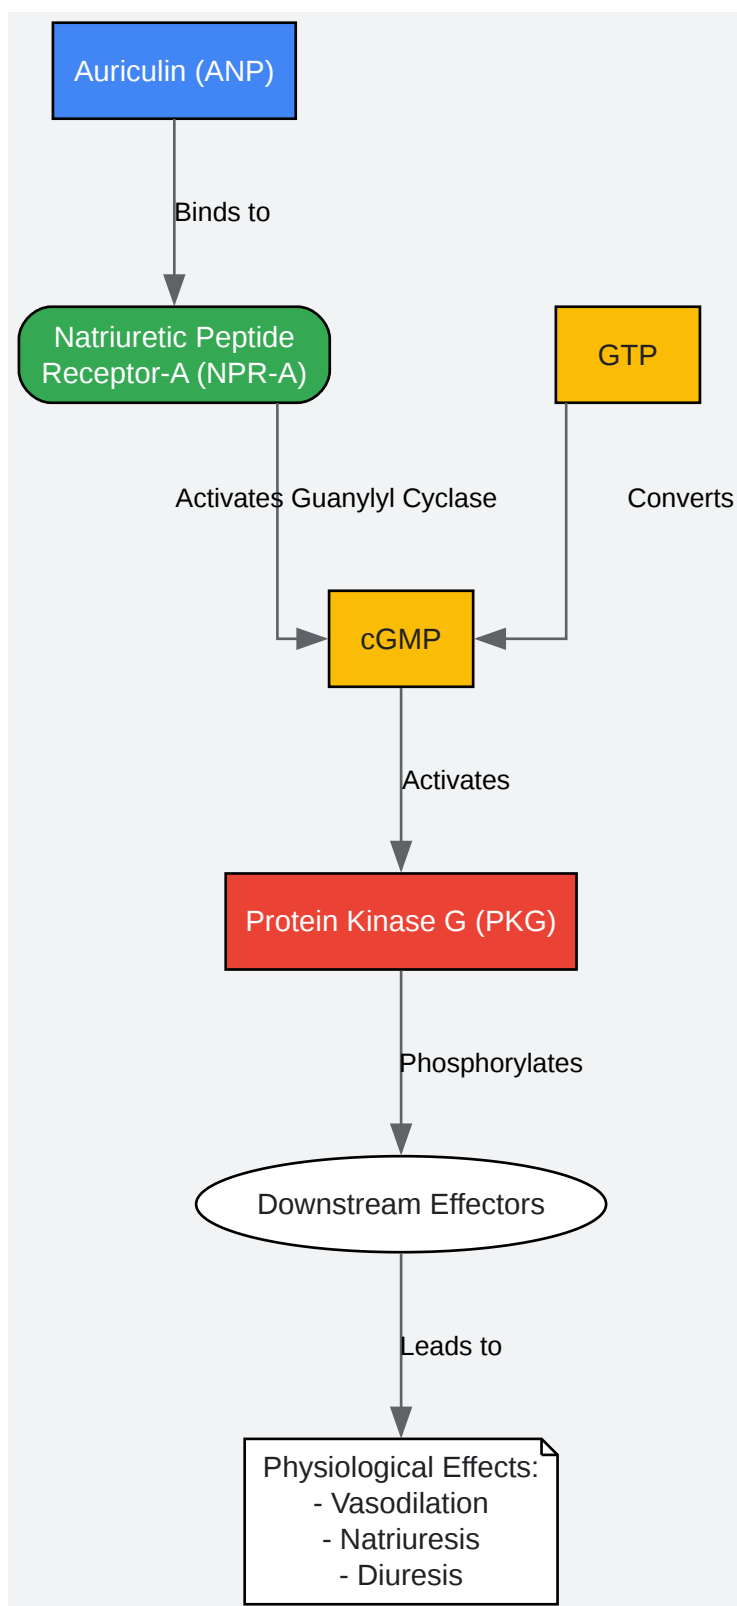 Auriculin (ANP)
Binds to
Natriuretic Peptide
Receptor-A (NPR-A)
GTP
Activates Guanylyl Cyclase
Converts
cGMP
Activates
Protein Kinase G (PKG)
Phosphorylates
Downstream Effectors
Leads to
Physiological Effects:
- Vasodilation
- Natriuresis
- Diuresis